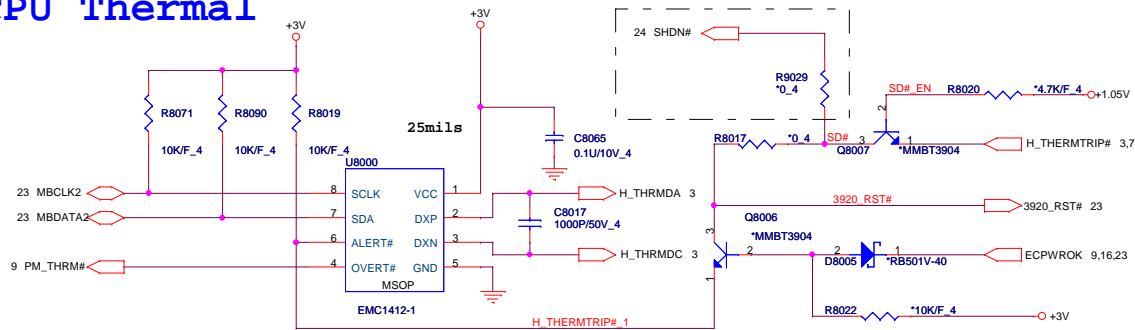 CPU Thermal
+3V
+3V
24 SHDN#
R9029
*0_4
R8071
R8090
R8019
10K/F_4
10K/F_4
10K/F_4
25mils
C8065
0.1U/10V_4
SD#_EN
R8020
*4.7K/F_4
+1.05V
2
R8017
*0_4
SD#
3
1
Q8007
*MMBT3904
H_THERMTRIP# 3,7
U8000
23 MBCLK2
8
SCLK
VCC
1
23 MBDATA2
7
SDA
DXP
2
H_THRMDA 3
C8017
1000P/50V_4
3920_RST#
3920_RST# 23
6
ALERT#
DXN
3
H_THRMDC 3
3
Q8006
*MMBT3904
2
1
2
1
D8005
*RB501V-40
ECPWROK 9,16,23
9 PM_THRM#
4
OVERT#
GND
5
MSOP
EMC1412-1
H_THERMTRIP#_1
R8022
*10K/F_4
+3V